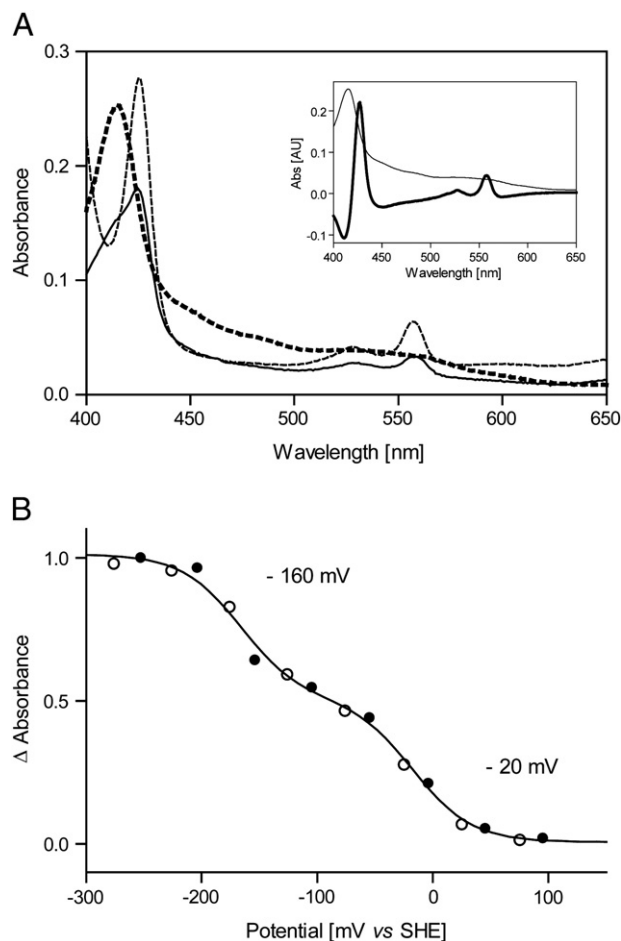 A
0.3
0.2
0.1
0.0
Absorbance
400
450
500
550
600
650
Wavelength [nm]
0.2
0.1
0.0
-0.1
Abs [AU]
400
450
500
550
600
650
Wavelength [nm]
B
1.0
0.5
0.0
Δ Absorbance
- 160 mV
- 20 mV
-300
-200
-100
0
100
Potential [mV vs SHE]